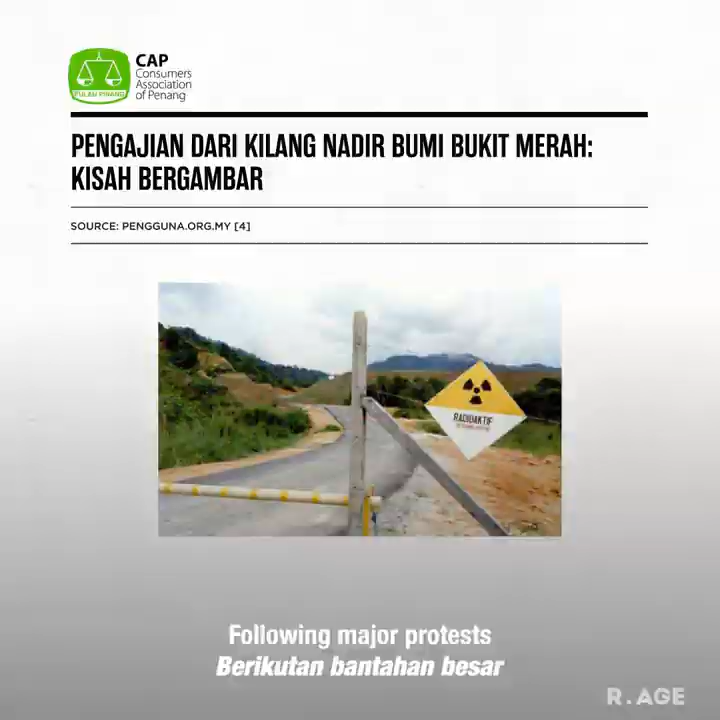 CAP
Consumers
Association
of Penang
PULAU PINANG
PENGAJIAN DARI KILANG NADIR BUMI BUKIT MERAH:
KISAH BERGAMBAR
SOURCE: PENGGUNA.ORG.MY [4]
RADIOAKTIF
Following major protests
Berikutan bantahan besar
R.AGE